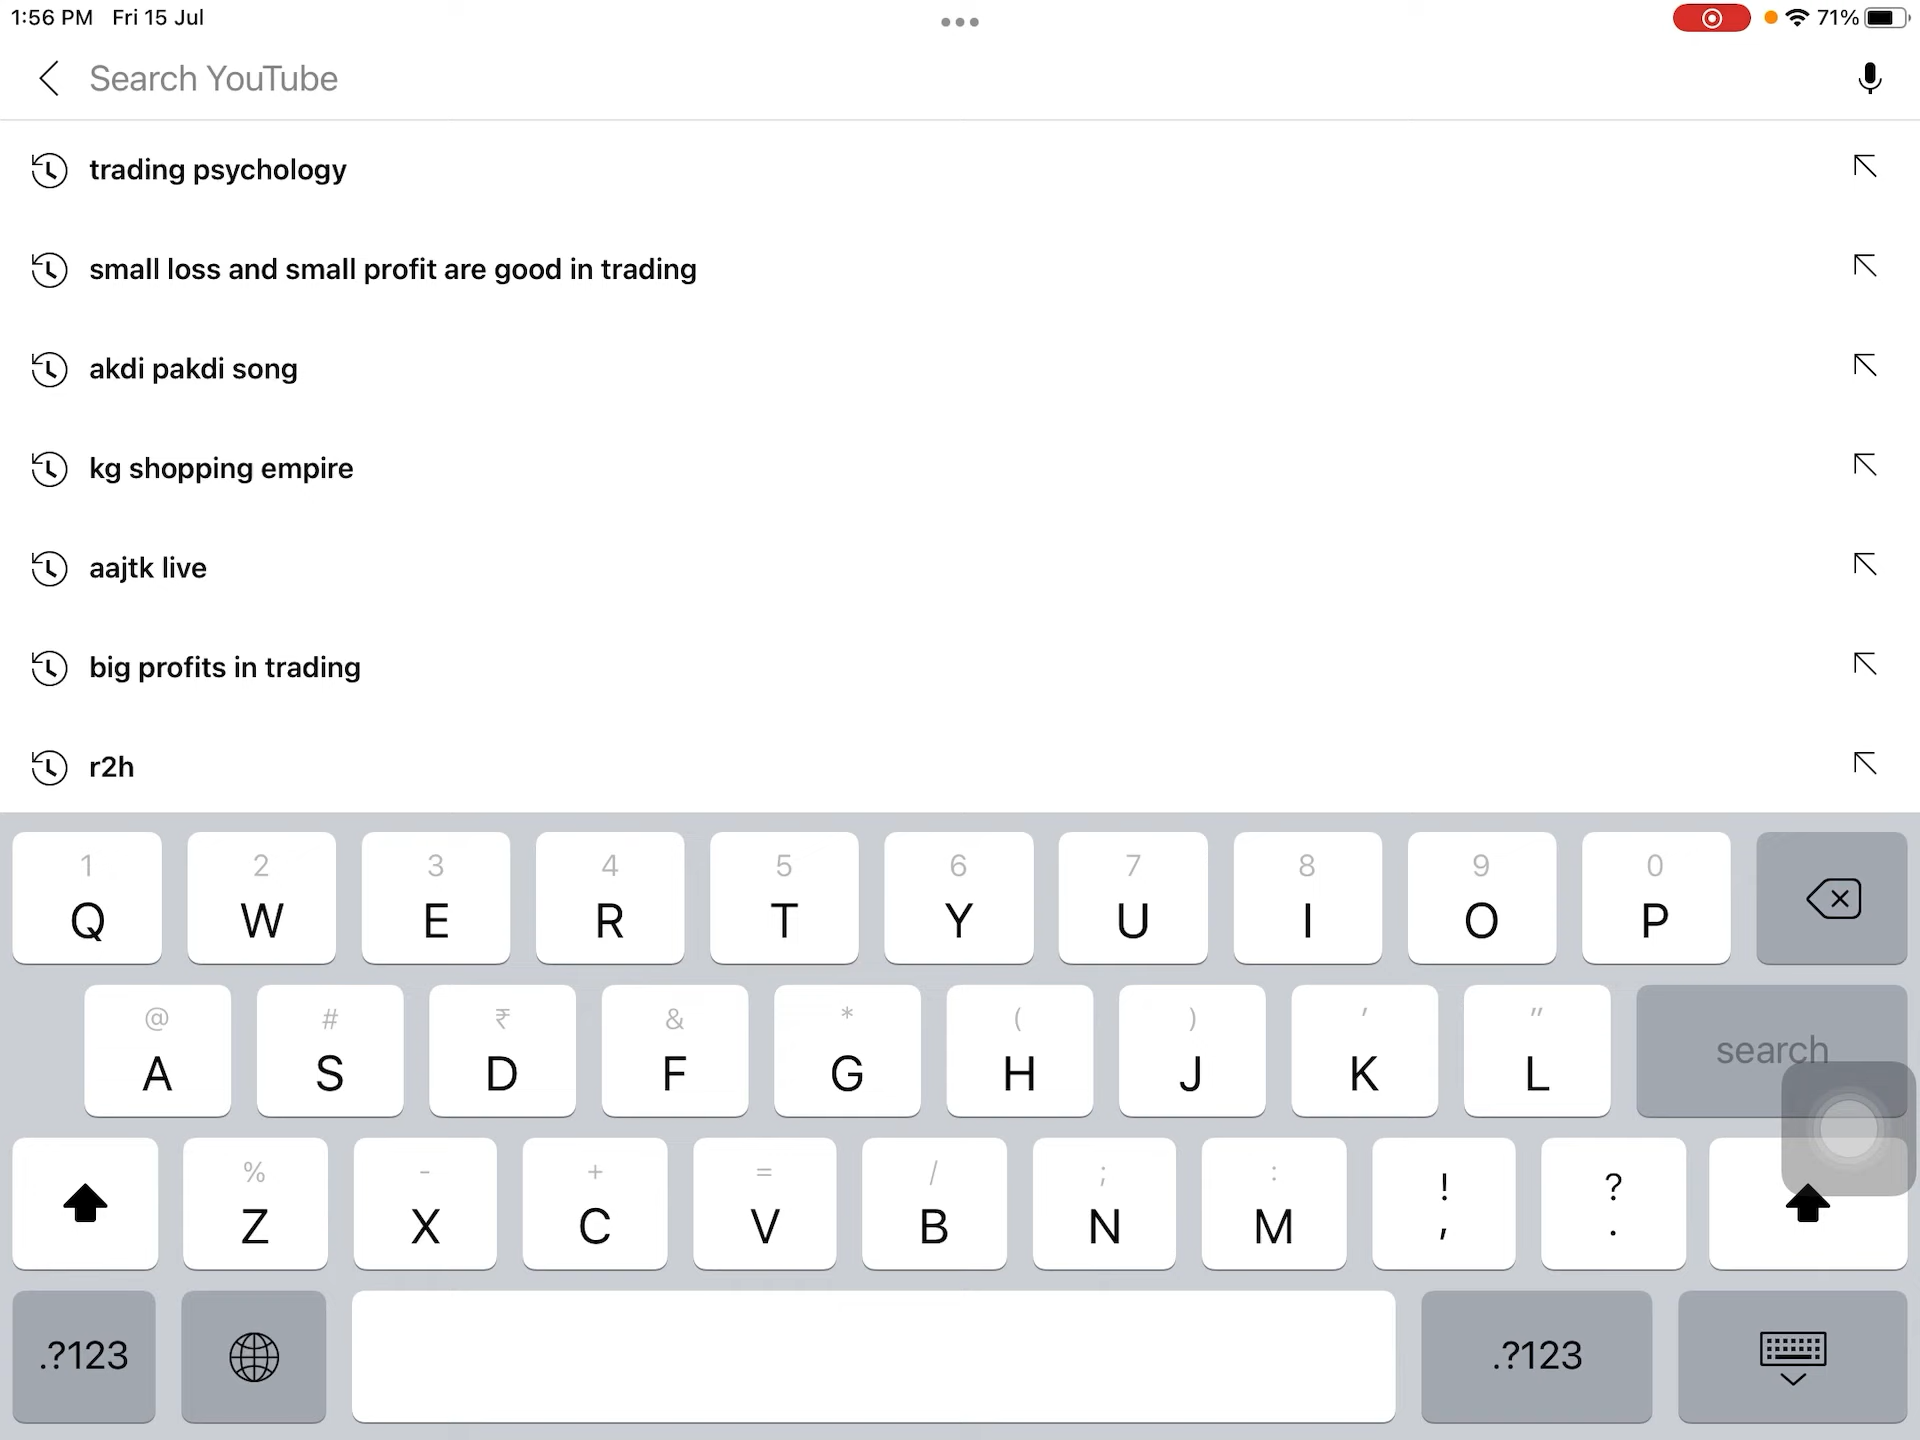 1:56 PM Fri 15 Jul
71%
Search YouTube
trading psychology
small loss and small profit are good in trading
akdi pakdi song
kg shopping empire
aajtk live
big profits in trading
r2h
1 2 3 4 5 6 7 8 9 0
Q W E R T Y U I O P
@ # ₹ & * ( ) ' "
A S D F G H J K L search
% - + = / ; : ! ?
Z X C V B N M , .
.?123 .?123